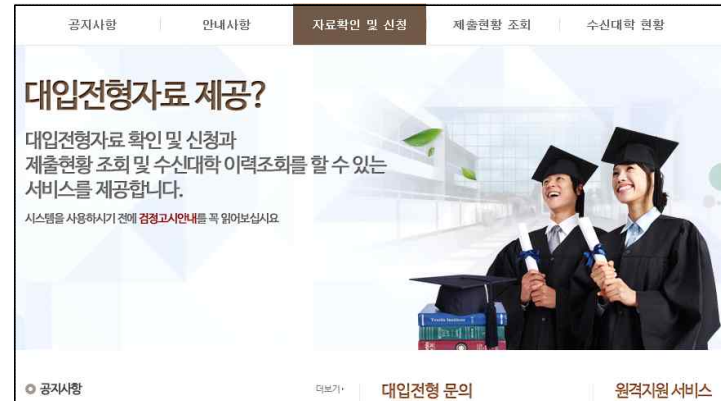 공지사항
안내사항
자료확인 및 신청
제출현황 조회
수신대학 현황
대입전형자료 제공?
대입전형자료 확인 및 신청과
제출현황 조회 및 수신대학 이력조회를 할 수 있는
서비스를 제공합니다.
시스템을 사용하시기 전에 검정고시안내를 꼭 읽어보십시요
공지사항
더보기
대입전형 문의
원격지원 서비스